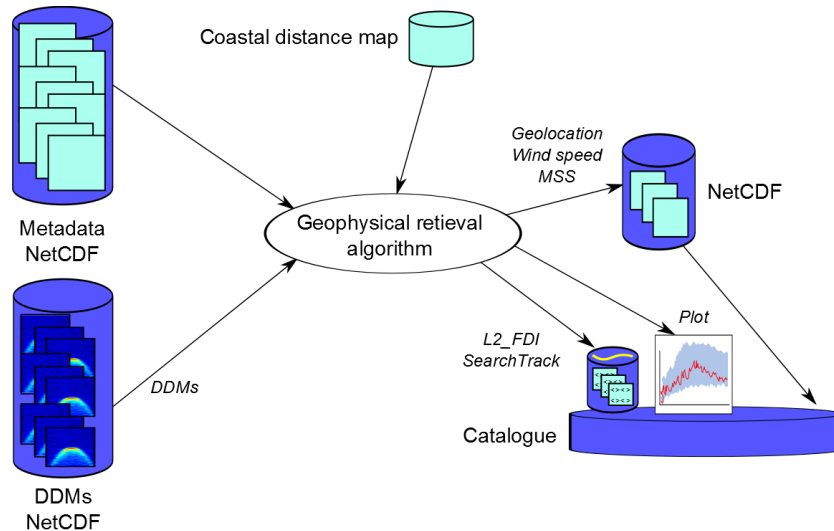 Coastal distance map
Metadata
NetCDF
Geophysical retieval
algorithm
Geolocation
Wind speed
MSS
NetCDF
DDMs
DDMs
NetCDF
L2_FDI
SearchTrack
Plot
Catalogue